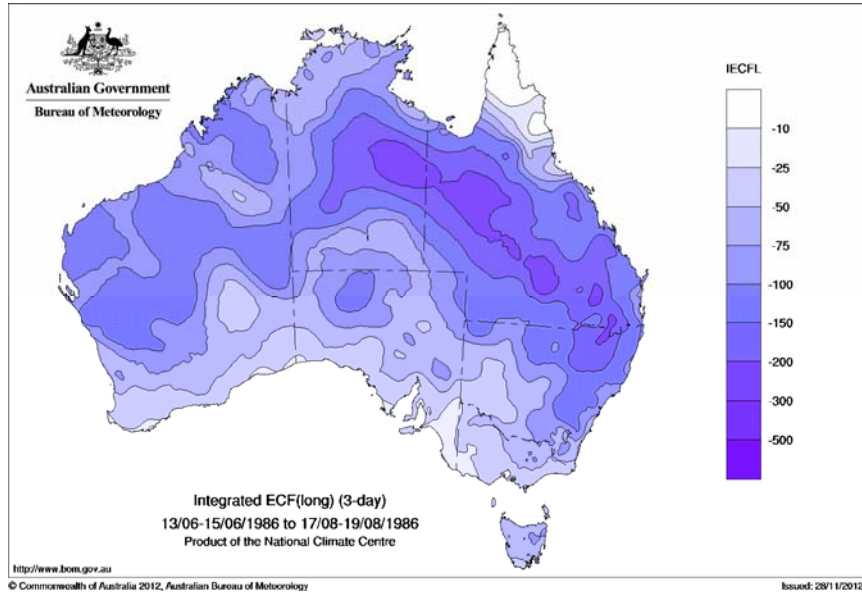 Australian Government
Bureau of Meteorology
IECFL
-10
-25
-50
-75
-100
-150
-200
-300
-500
Integrated ECF(long) (3-day)
13/06-15/06/1986 to 17/08-19/08/1986
Product of the National Climate Centre
http://www.bom.gov.au
© Commonwealth of Australia 2012, Australian Bureau of Meteorology
Issued: 28/11/2012